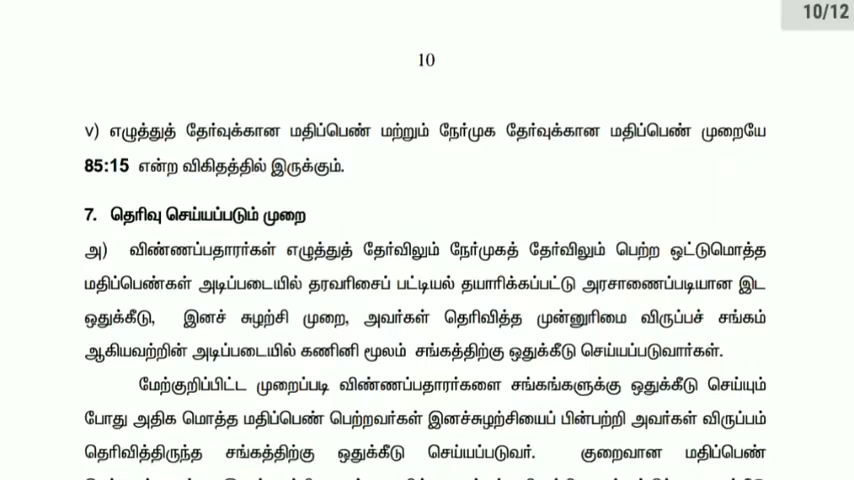 10/12
10
v) எழுத்துத் தேர்வுக்கான மதிப்பெண் மற்றும் நேர்முக தேர்வுக்கான மதிப்பெண் முறையே
85:15 என்ற விகிதத்தில் இருக்கும்.
7. தெரிவு செய்யப்படும் முறை
அ) விண்ணப்பதாரர்கள் எழுத்துத் தேர்விலும் நேர்முகத் தேர்விலும் பெற்ற ஒட்டுமொத்த
மதிப்பெண்கள் அடிப்படையில் தரவரிசைப் பட்டியல் தயாரிக்கப்பட்டு அரசாணைப்படியான இட
ஒதுக்கீடு, இனச் சுழற்சி முறை, அவர்கள் தெரிவித்த முன்னுரிமை விருப்பச் சங்கம்
ஆகியவற்றின் அடிப்படையில் கணினி மூலம் சங்கத்திற்கு ஒதுக்கீடு செய்யப்படுவார்கள்.
மேற்குறிப்பிட்ட முறைப்படி விண்ணப்பதாரர்களை சங்கங்களுக்கு ஒதுக்கீடு செய்யும்
போது அதிக மொத்த மதிப்பெண் பெற்றவர்கள் இனச்சுழற்சியைப் பின்பற்றி அவர்கள் விருப்பம்
தெரிவித்திருந்த சங்கத்திற்கு ஒதுக்கீடு செய்யப்படுவர். குறைவான மதிப்பெண்